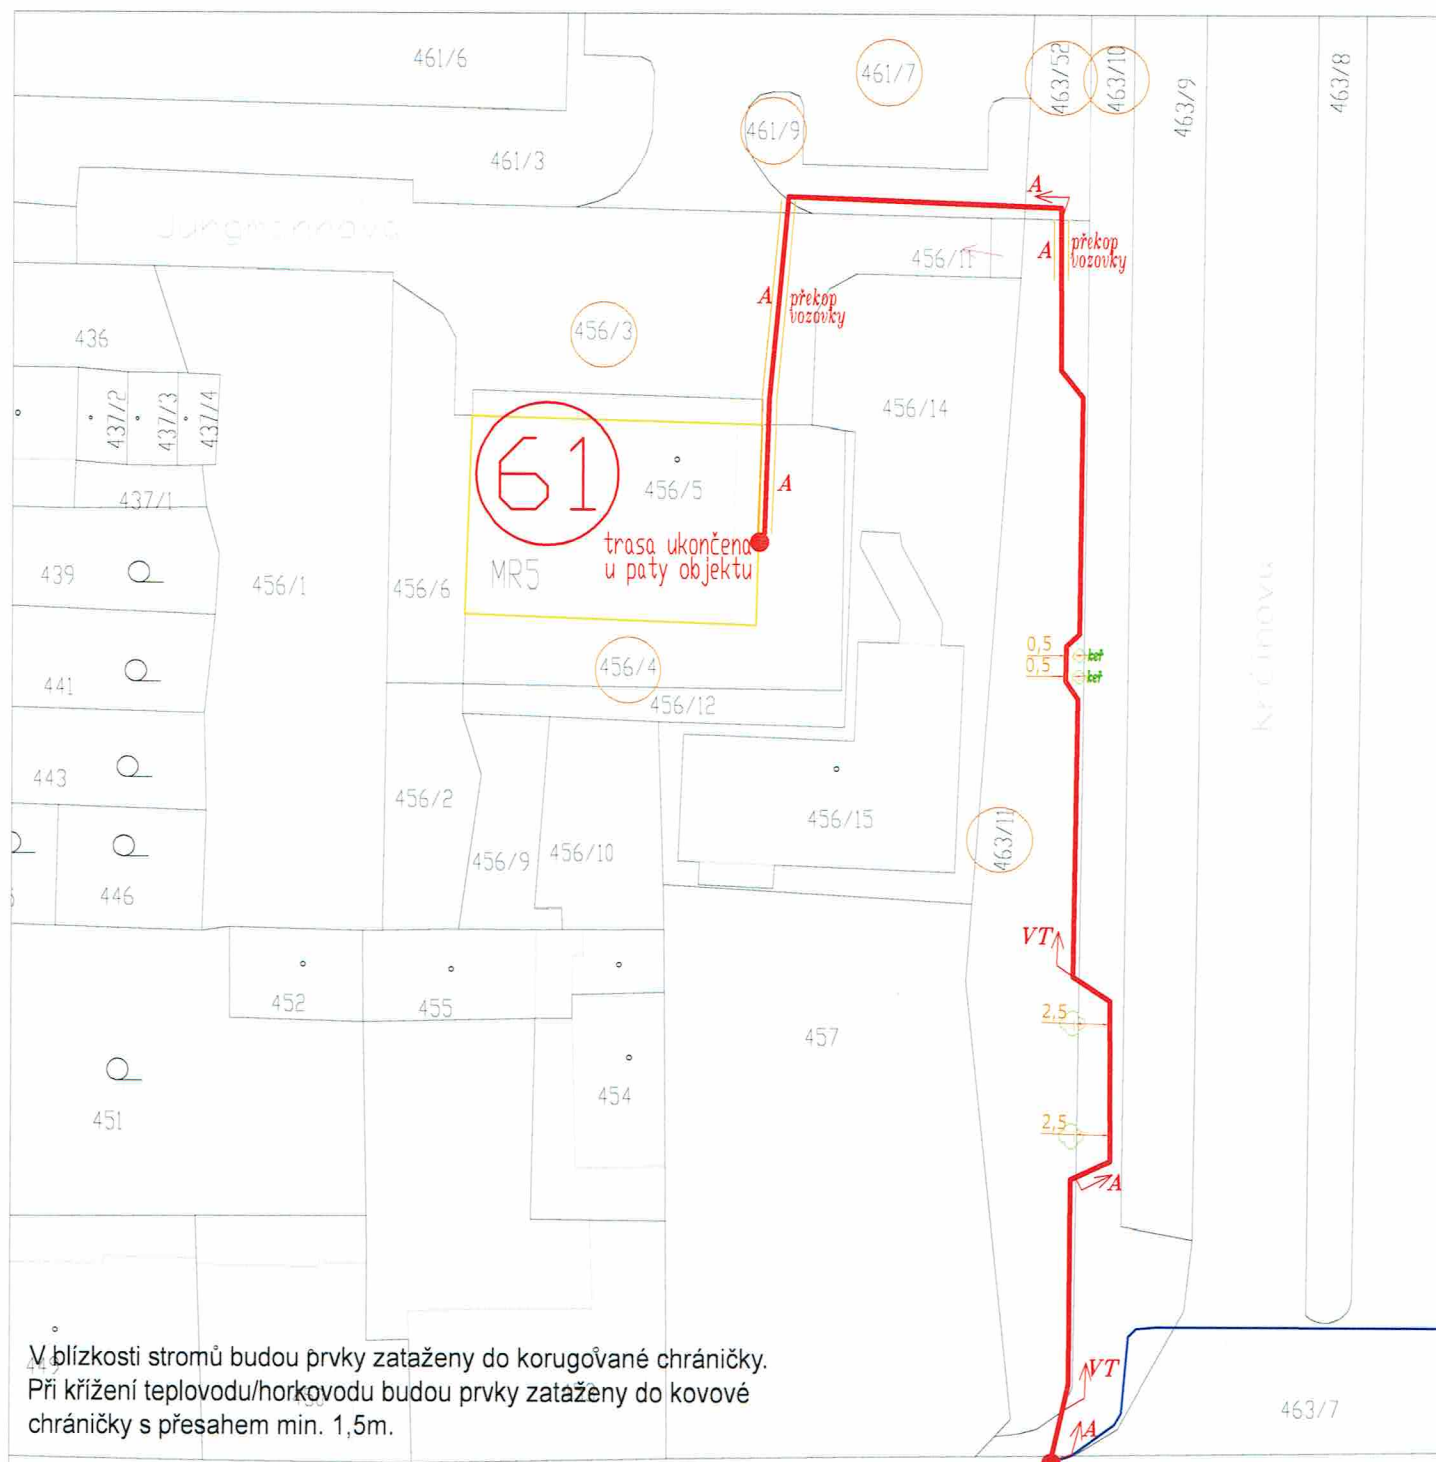 461/6
461/7
463/52
463/10
463/9
463/8
461/9
461/3
A
Jungmannova
456/11
A
překop
vozovky
A
překop
vozovky
456/3
436
437/2
437/3
437/4
456/14
61
456/5
A
437/1
trasa ukončena
u paty objektu
MR5
439
456/1
456/6
0,5
keř
0,5
keř
456/4
441
456/12
443
456/2
456/15
463/11
456/9
456/10
446
VT
452
455
2,5
457
454
451
2,5
A
V blízkosti stromů budou prvky zataženy do korugované chráničky.
449
Při křížení teplovodu/horkovodu budou prvky zataženy do kovové
chráničky s přesahem min. 1,5m.
VT
463/7
A